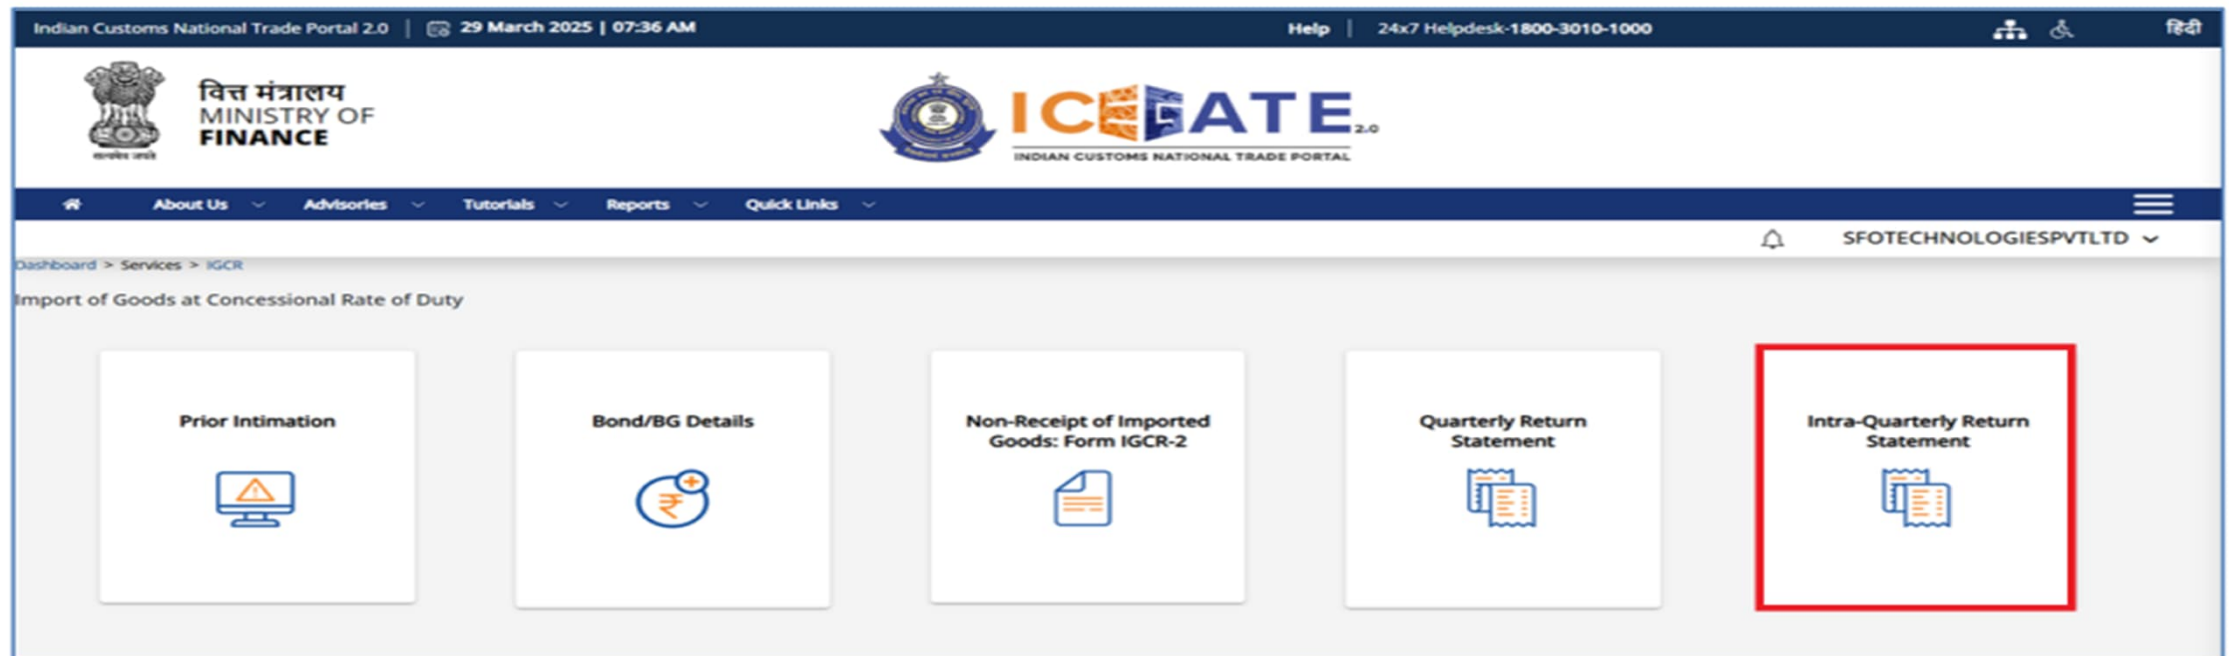 Indian Customs National Trade Portal 2.0 | 29 March 2025 | 07:36 AM Help | 24x7 Helpdesk-1800-3010-1000 हिंदी
वित्त मंत्रालय
MINISTRY OF
FINANCE
सत्यमेव जयते
ICEGATE 2.0
INDIAN CUSTOMS NATIONAL TRADE PORTAL
About Us Advisories Tutorials Reports Quick Links
SFOTECHNOLOGIESPVTLTD
Dashboard > Services > IGCR
Import of Goods at Concessional Rate of Duty
Prior Intimation
Bond/BG Details
₹
Non-Receipt of Imported
Goods: Form IGCR-2
Quarterly Return
Statement
Intra-Quarterly Return
Statement